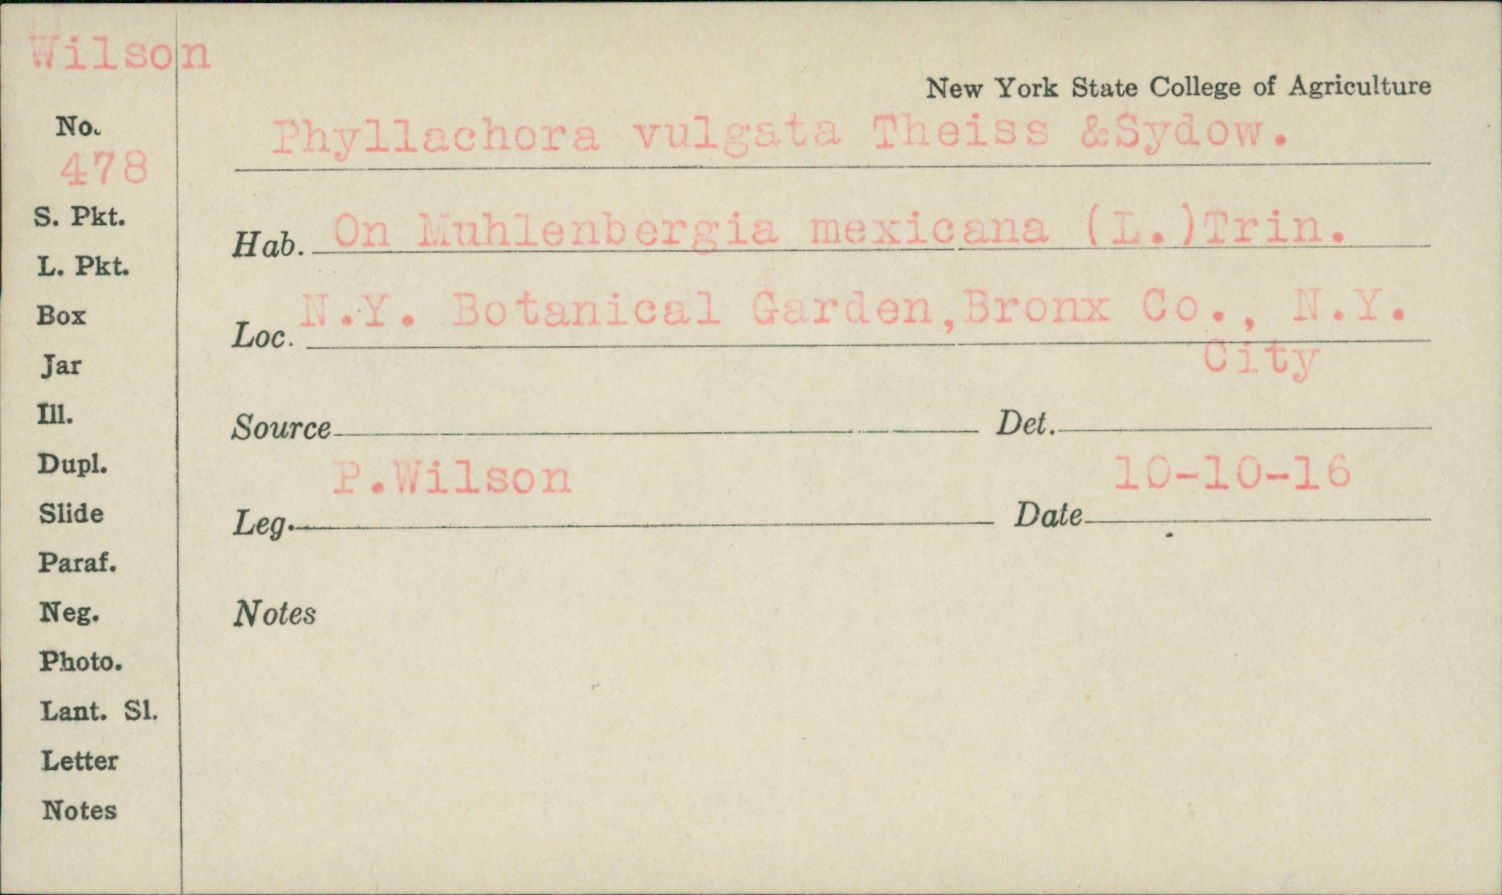 Wilson
New York State College of Agriculture
No.
478
Phyllachora vulgata Theiss &Sydow.
S. Pkt.
Hab. On Muhlenbergia mexicana (L.)Trin.
L. Pkt.
Box
Loc. N.Y. Botanical Garden,Bronx Co., N.Y.
City
Jar
Ill.
Source Det.
Dupl.
P.Wilson 10-10-16
Slide
Leg. Date
Paraf.
Neg.
Notes
Photo.
Lant. Sl.
Letter
Notes